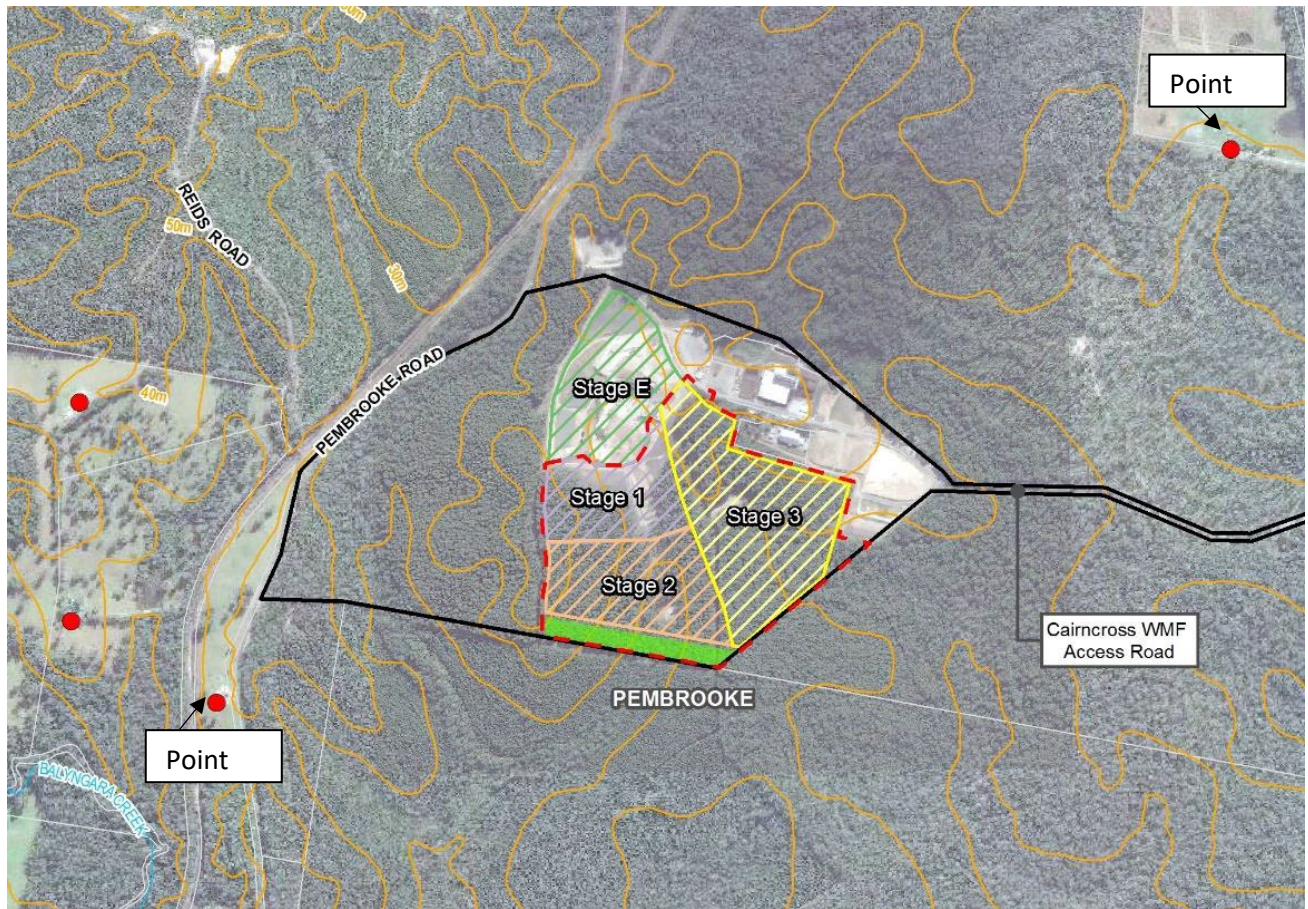 Point
REIDS ROAD
50m
30m
40m
PEMBROOKE ROAD
Stage E
Stage 1
Stage 3
Stage 2
Cairncross WMF
Access Road
PEMBROOKE
Point
BALYNGARA CREEK